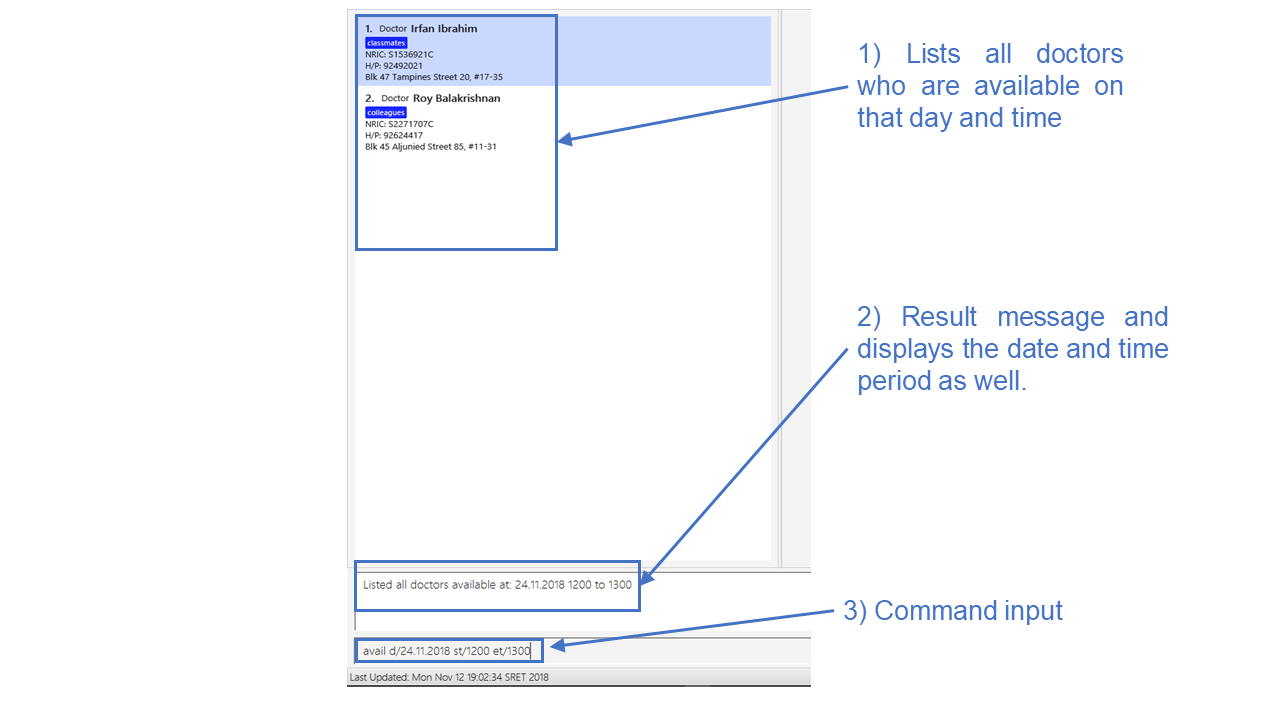 1. Doctor Irfan Ibrahim
classmates
NRIC: S1536921C
H/P: 92492021
Blk 47 Tampines Street 20, #17-35
2. Doctor Roy Balakrishnan
colleagues
NRIC: S2271707C
H/P: 92624417
Blk 45 Aljunied Street 85, #11-31
1) Lists all doctors
who are available on
that day and time
2) Result message and
displays the date and time
period as well.
Listed all doctors available at: 24.11.2018 1200 to 1300
3) Command input
avail d/24.11.2018 st/1200 et/1300
Last Updated: Mon Nov 12 19:02:34 SRET 2018